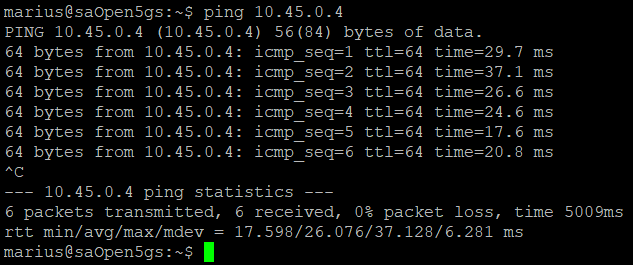 marius@saOpen5gs:~$ ping 10.45.0.4
PING 10.45.0.4 (10.45.0.4) 56(84) bytes of data.
64 bytes from 10.45.0.4: icmp_seq=1 ttl=64 time=29.7 ms
64 bytes from 10.45.0.4: icmp_seq=2 ttl=64 time=37.1 ms
64 bytes from 10.45.0.4: icmp_seq=3 ttl=64 time=26.6 ms
64 bytes from 10.45.0.4: icmp_seq=4 ttl=64 time=24.6 ms
64 bytes from 10.45.0.4: icmp_seq=5 ttl=64 time=17.6 ms
64 bytes from 10.45.0.4: icmp_seq=6 ttl=64 time=20.8 ms
^C
--- 10.45.0.4 ping statistics ---
6 packets transmitted, 6 received, 0% packet loss, time 5009ms
rtt min/avg/max/mdev = 17.598/26.076/37.128/6.281 ms
marius@saOpen5gs:~$